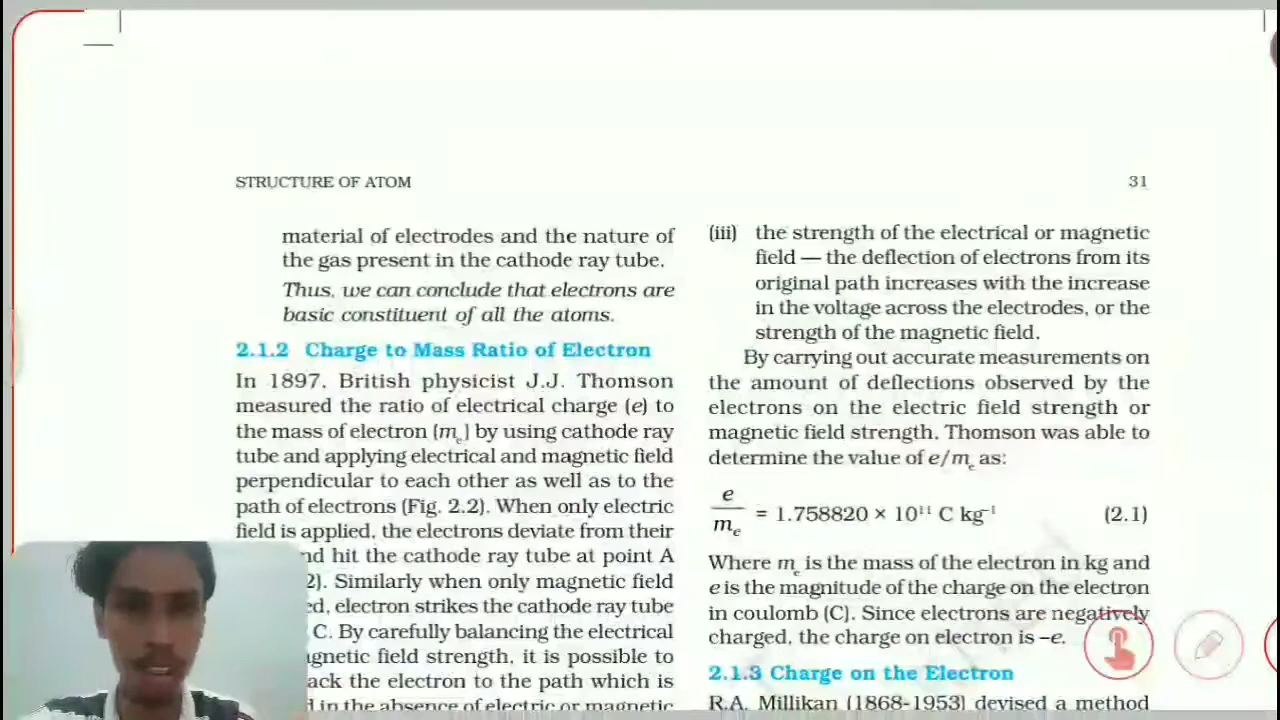 STRUCTURE OF ATOM
31
material of electrodes and the nature of
the gas present in the cathode ray tube.
Thus, we can conclude that electrons are
basic constituent of all the atoms.
2.1.2 Charge to Mass Ratio of Electron
In 1897, British physicist J.J. Thomson
measured the ratio of electrical charge (e) to
the mass of electron (mₑ) by using cathode ray
tube and applying electrical and magnetic field
perpendicular to each other as well as to the
path of electrons (Fig. 2.2). When only electric
field is applied, the electrons deviate from their
hit the cathode ray tube at point A
2). Similarly when only magnetic field
electron strikes the cathode ray tube
C. By carefully balancing the electrical
field strength, it is possible to
the electron to the path which is
in the absence of electric or magnetic
(iii) the strength of the electrical or magnetic
field — the deflection of electrons from its
original path increases with the increase
in the voltage across the electrodes, or the
strength of the magnetic field.
By carrying out accurate measurements on
the amount of deflections observed by the
electrons on the electric field strength or
magnetic field strength, Thomson was able to
determine the value of e/mₑ as:
e/mₑ = 1.758820 × 10¹¹ C kg⁻¹ (2.1)
Where mₑ is the mass of the electron in kg and
e is the magnitude of the charge on the electron
in coulomb (C). Since electrons are negatively
charged, the charge on electron is –e.
2.1.3 Charge on the Electron
R.A. Millikan (1868-1953) devised a method